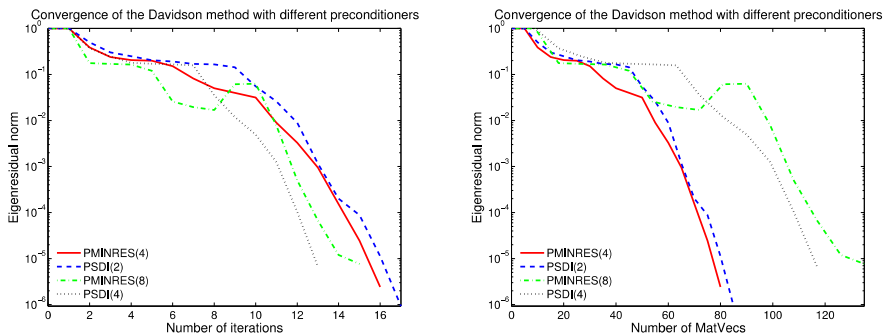 Convergence of the Davidson method with different preconditioners
10^0
10^-1
10^-2
10^-3
10^-4
10^-5
10^-6
Eigenresidual norm
PMINRES(4)
PSDI(2)
PMINRES(8)
PSDI(4)
0 2 4 6 8 10 12 14 16
Number of iterations
Convergence of the Davidson method with different preconditioners
10^0
10^-1
10^-2
10^-3
10^-4
10^-5
10^-6
Eigenresidual norm
PMINRES(4)
PSDI(2)
PMINRES(8)
PSDI(4)
0 20 40 60 80 100 120
Number of MatVecs